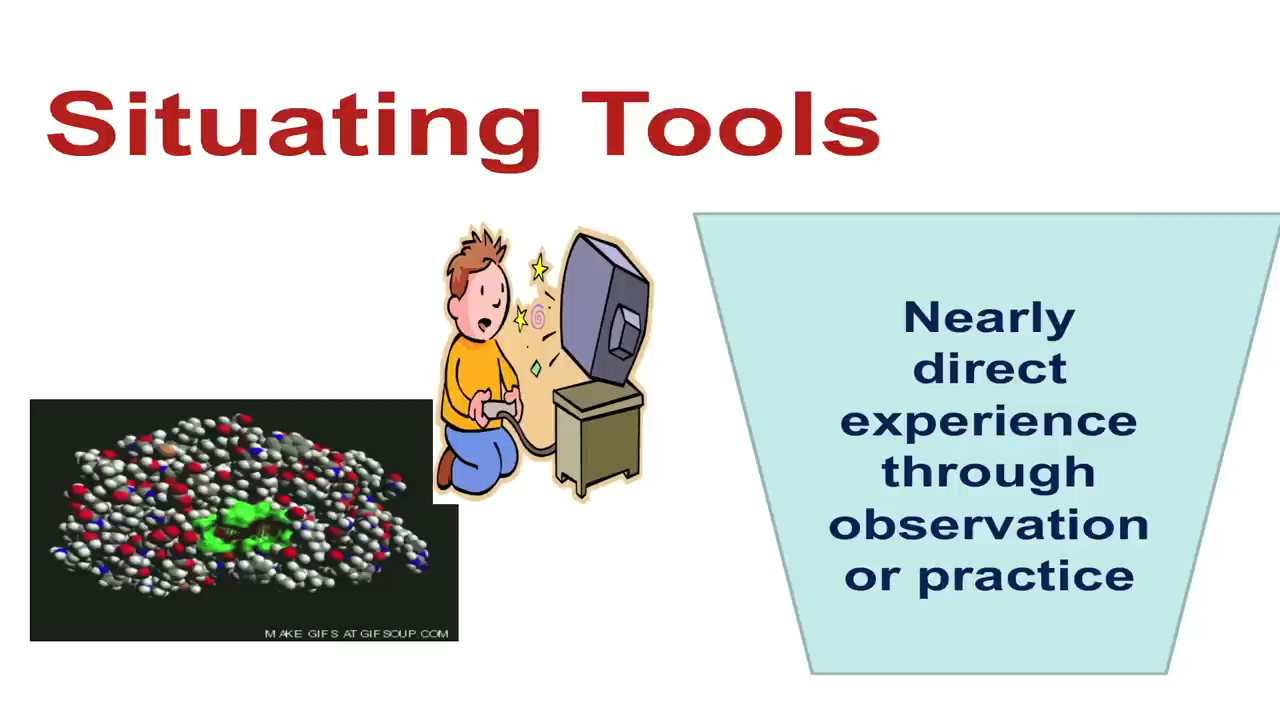 Situating Tools
Nearly
direct
experience
through
observation
or practice
MAKE GIFS AT GIFSOUP.COM